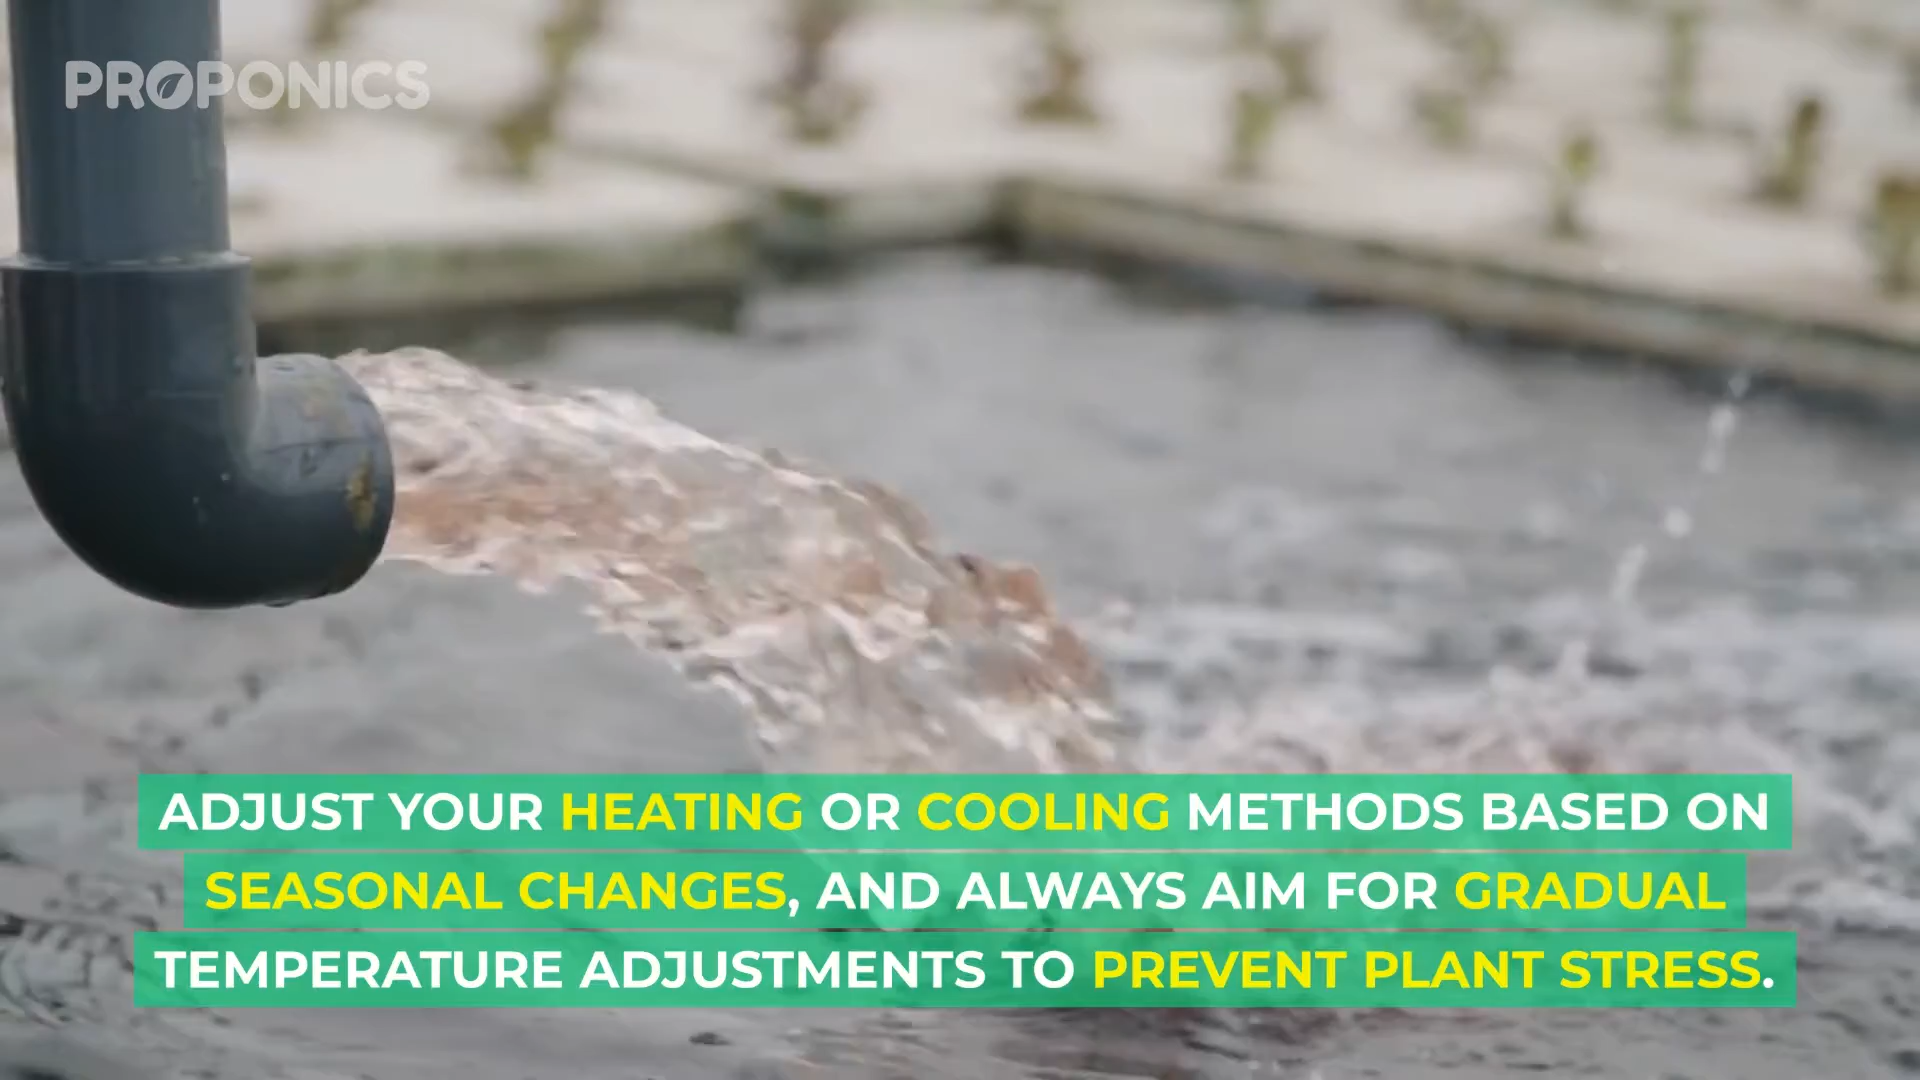 PROPONICS
ADJUST YOUR HEATING OR COOLING METHODS BASED ON
SEASONAL CHANGES, AND ALWAYS AIM FOR GRADUAL
TEMPERATURE ADJUSTMENTS TO PREVENT PLANT STRESS.